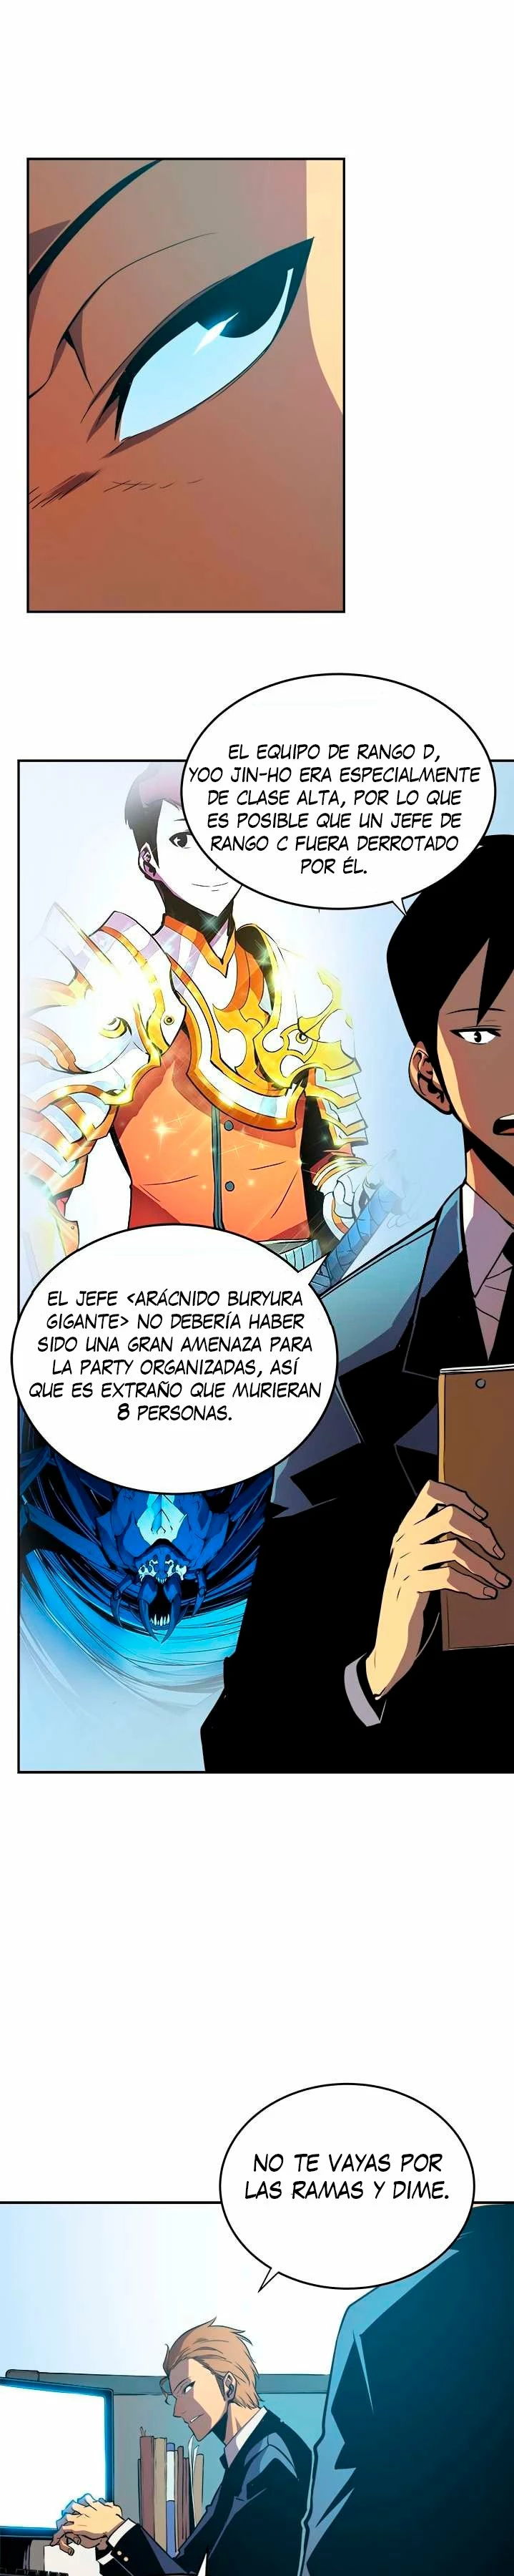 EL EQUIPO DE RANGO D,
YOO JIN-HO ERA ESPECIALMENTE
DE CLASE ALTA, POR LO QUE
ES POSIBLE QUE UN JEFE DE
RANGO C FUERA DERROTADO
POR ÉL.
EL JEFE <ARÁCNIDO BURYURA
GIGANTE> NO DEBERÍA HABER
SIDO UNA GRAN AMENAZA PARA
LA PARTY ORGANIZADAS, ASÍ
QUE ES EXTRAÑO QUE MURIERAN
8 PERSONAS.
NO TE VAYAS POR
LAS RAMAS Y DIME.